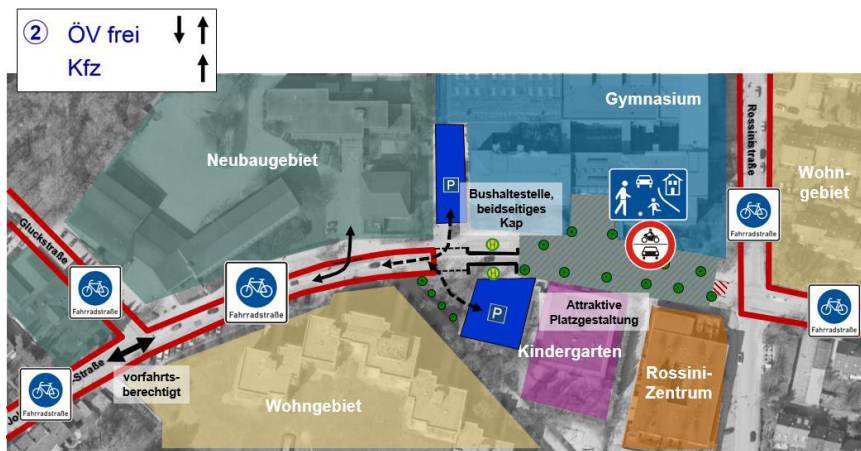 ② ÖV frei
Kfz
Gymnasium
Neubaugebiet
Rossinistraße
Wohn-
gebiet
P
Bushaltestelle,
beidseitiges
Kap
Gluckstraße
Fahrradstraße
Fahrradstraße
Fahrradstraße
Fahrradstraße
Fahrradstraße
H
H
P
Attraktive
Platzgestaltung
Kindergarten
-Straße
vorfahrts-
berechtigt
Wohngebiet
Rossini-
Zentrum